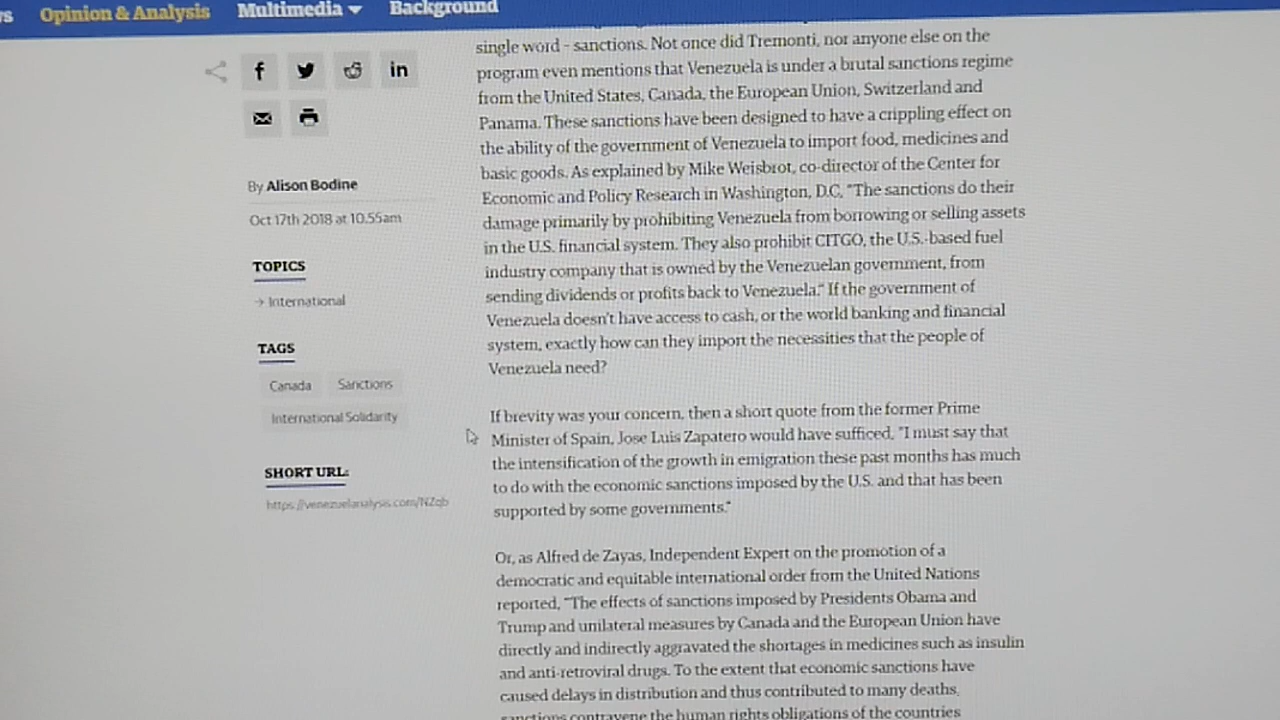 Opinion & Analysis Multimedia Background
f in
By Alison Bodine
Oct 17th 2018 at 10.55am
TOPICS
→ International
TAGS
Canada Sanctions
International Solidarity
SHORT URL:
https://venezuelanalysis.com/NZqb
single word – sanctions. Not once did Tremonti, nor anyone else on the
program even mentions that Venezuela is under a brutal sanctions regime
from the United States, Canada, the European Union, Switzerland and
Panama. These sanctions have been designed to have a crippling effect on
the ability of the government of Venezuela to import food, medicines and
basic goods. As explained by Mike Weisbrot, co-director of the Center for
Economic and Policy Research in Washington, D.C, "The sanctions do their
damage primarily by prohibiting Venezuela from borrowing or selling assets
in the U.S. financial system. They also prohibit CITGO, the U.S.-based fuel
industry company that is owned by the Venezuelan government, from
sending dividends or profits back to Venezuela." If the government of
Venezuela doesn't have access to cash, or the world banking and financial
system, exactly how can they import the necessities that the people of
Venezuela need?
If brevity was your concern, then a short quote from the former Prime
Minister of Spain, Jose Luis Zapatero would have sufficed, "I must say that
the intensification of the growth in emigration these past months has much
to do with the economic sanctions imposed by the U.S. and that has been
supported by some governments."
Or, as Alfred de Zayas, Independent Expert on the promotion of a
democratic and equitable international order from the United Nations
reported, "The effects of sanctions imposed by Presidents Obama and
Trump and unilateral measures by Canada and the European Union have
directly and indirectly aggravated the shortages in medicines such as insulin
and anti-retroviral drugs. To the extent that economic sanctions have
caused delays in distribution and thus contributed to many deaths,
sanctions contravene the human rights obligations of the countries